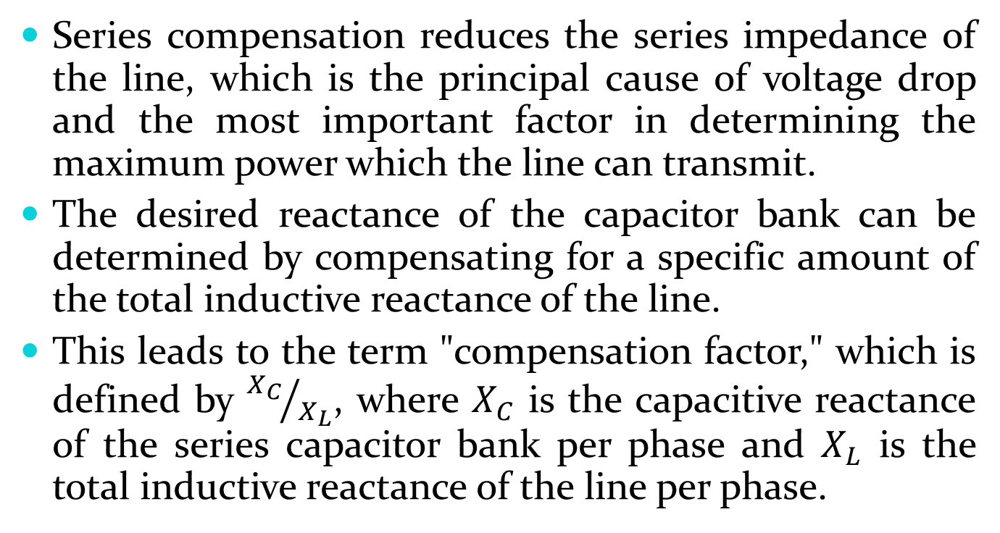 • Series compensation reduces the series impedance of
the line, which is the principal cause of voltage drop
and the most important factor in determining the
maximum power which the line can transmit.
• The desired reactance of the capacitor bank can be
determined by compensating for a specific amount of
the total inductive reactance of the line.
• This leads to the term "compensation factor," which is
defined by X_C/X_L, where X_C is the capacitive reactance
of the series capacitor bank per phase and X_L is the
total inductive reactance of the line per phase.